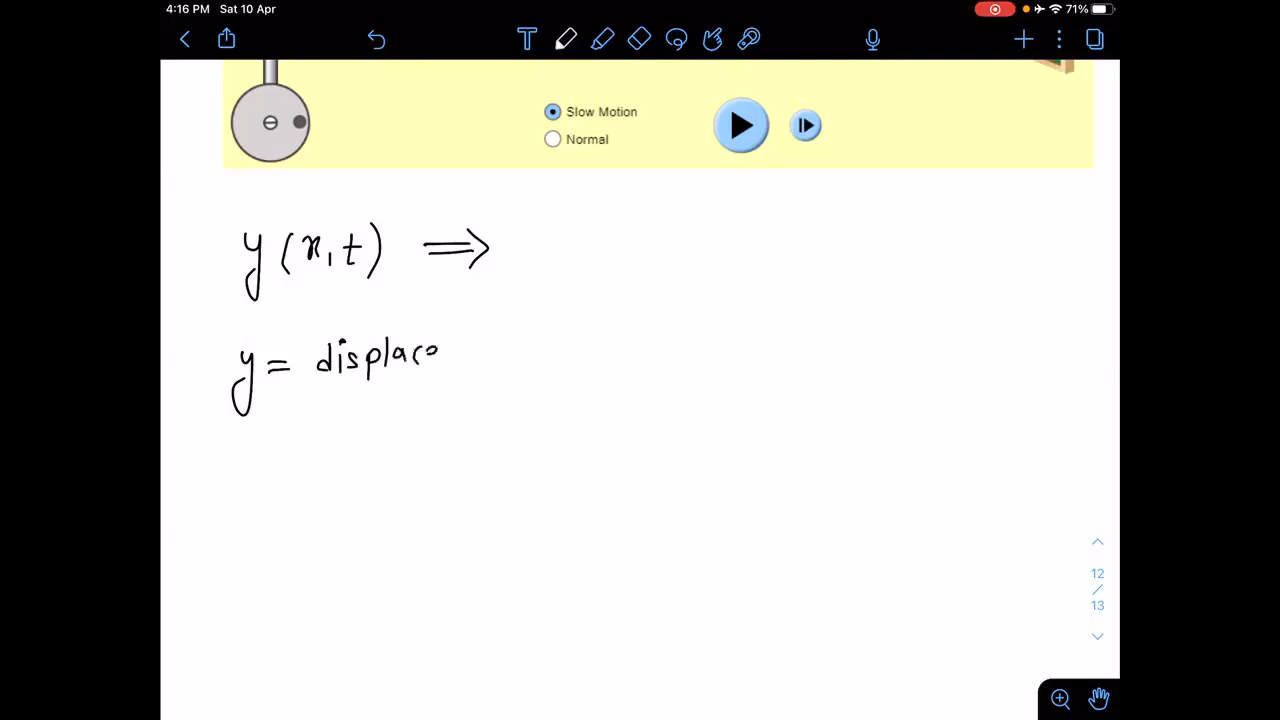 4:16 PM Sat 10 Apr 71%
Slow Motion
Normal
y(x,t) ⟹
y = displace
12
/
13